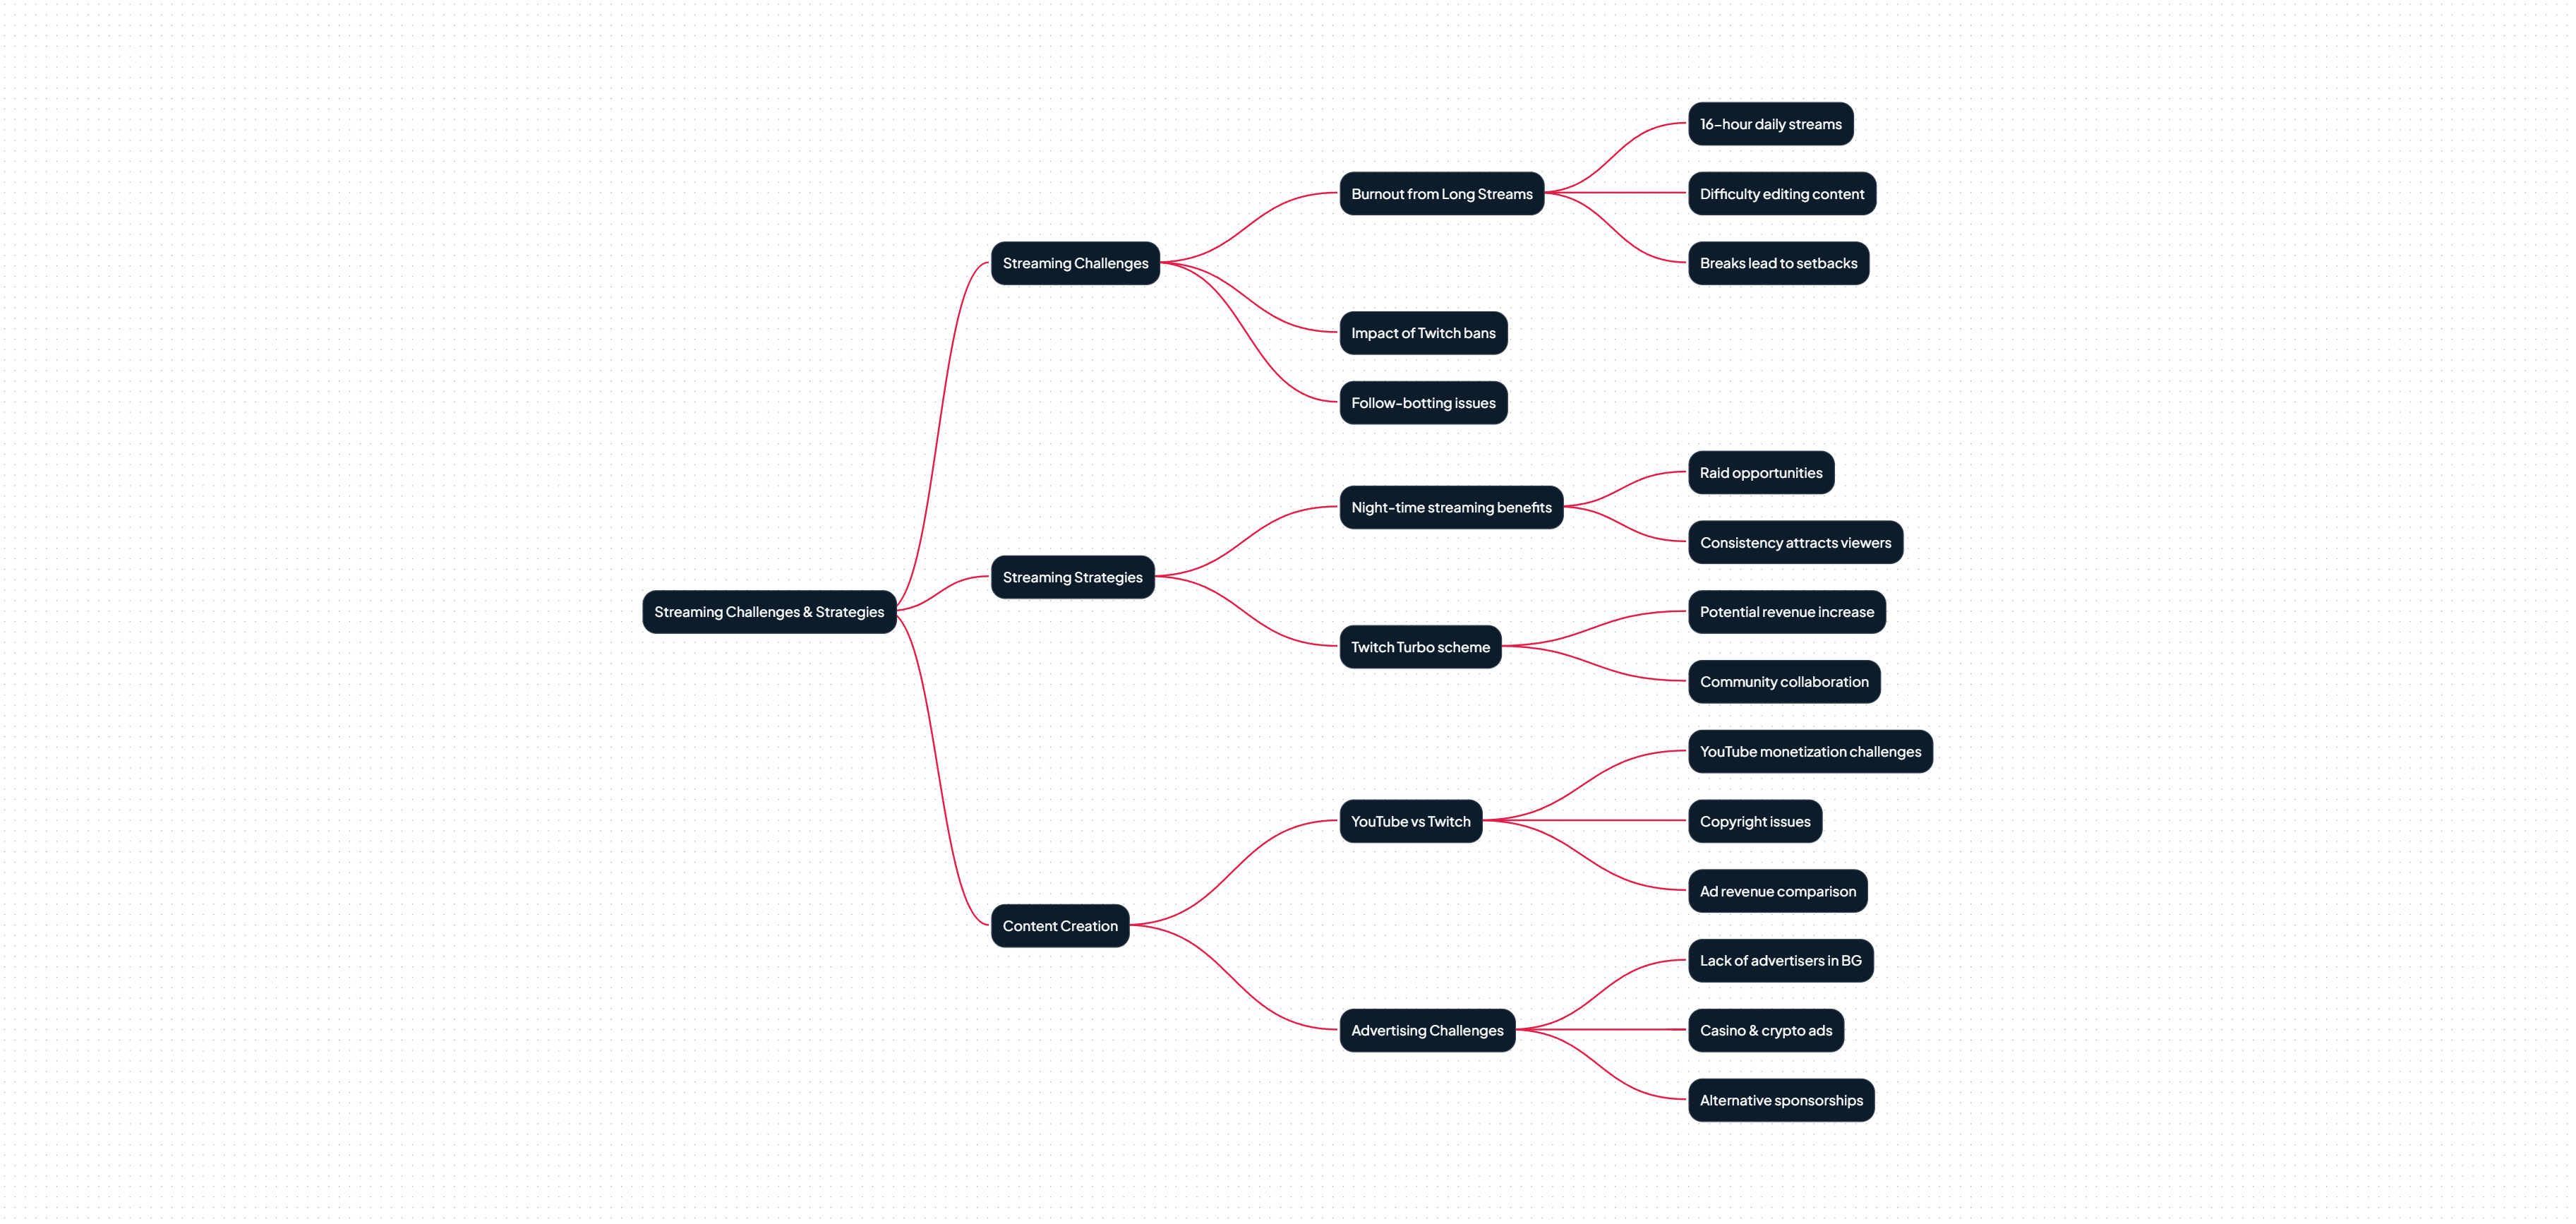 Streaming Challenges & Strategies
Streaming Challenges
Burnout from Long Streams
16-hour daily streams
Difficulty editing content
Breaks lead to setbacks
Impact of Twitch bans
Follow-botting issues
Streaming Strategies
Night-time streaming benefits
Raid opportunities
Consistency attracts viewers
Twitch Turbo scheme
Potential revenue increase
Community collaboration
Content Creation
YouTube vs Twitch
YouTube monetization challenges
Copyright issues
Ad revenue comparison
Advertising Challenges
Lack of advertisers in BG
Casino & crypto ads
Alternative sponsorships